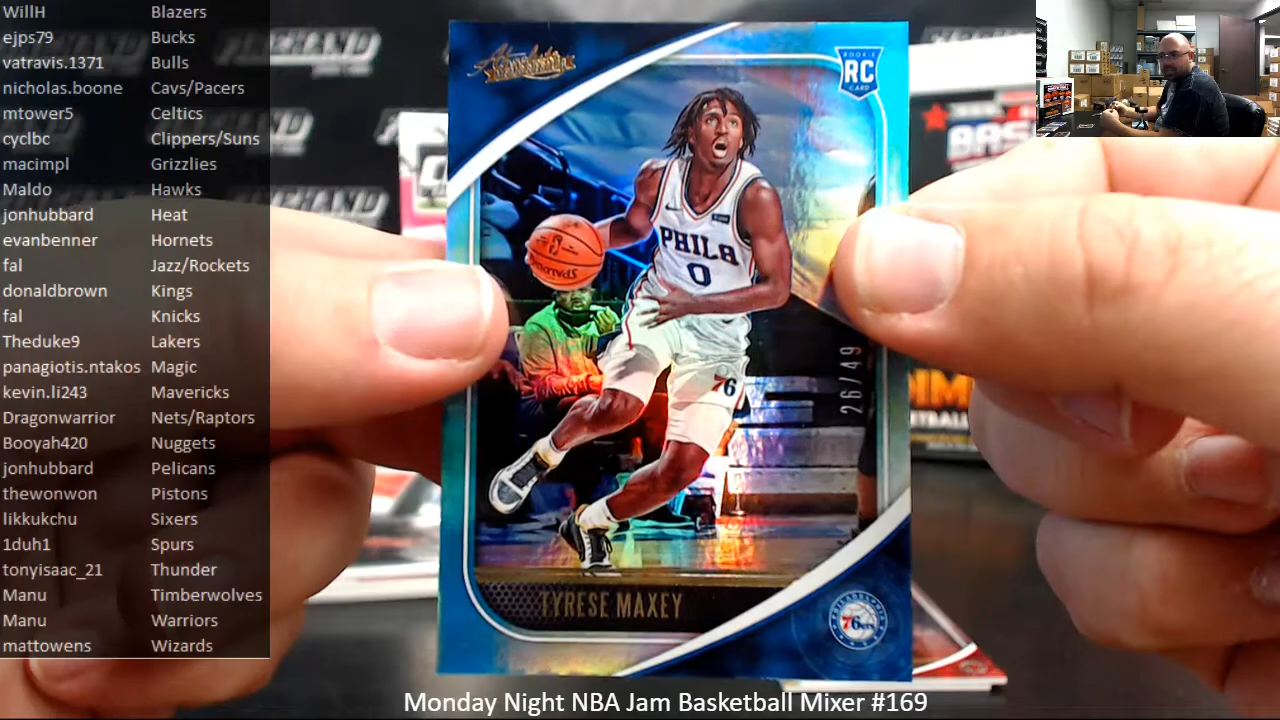 WillH Blazers
ejps79 Bucks
vatravis.1371 Bulls
nicholas.boone Cavs/Pacers
mtower5 Celtics
cyclbc Clippers/Suns
macimpl Grizzlies
Maldo Hawks
jonhubbard Heat
evanbenner Hornets
fal Jazz/Rockets
donaldbrown Kings
fal Knicks
Theduke9 Lakers
panagiotis.ntakos Magic
kevin.li243 Mavericks
Dragonwarrior Nets/Raptors
Booyah420 Nuggets
jonhubbard Pelicans
thewonwon Pistons
likkukchu Sixers
1duh1 Spurs
tonyisaac_21 Thunder
Manu Timberwolves
Manu Warriors
mattowens Wizards
Absolute
ROOKIE
RC
CARD
PHILA
0
SPALDING
76
26/49
TYRESE MAXEY
PHILADELPHIA
76ers
Monday Night NBA Jam Basketball Mixer #169